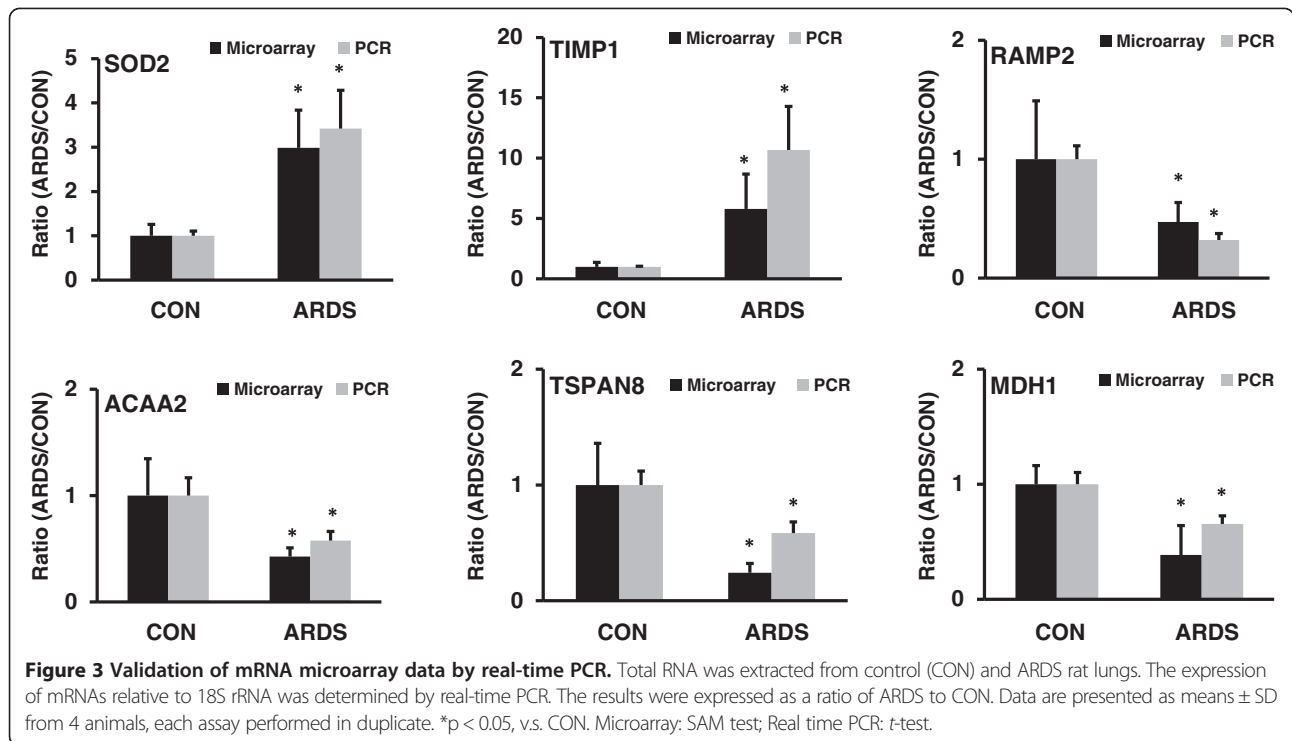 SOD2
Microarray PCR
Ratio (ARDS/CON)
5
4
3
2
1
0
* *
CON ARDS
TIMP1
Microarray PCR
Ratio (ARDS/CON)
20
15
10
5
0
* *
CON ARDS
RAMP2
Microarray PCR
Ratio (ARDS/CON)
2
1
0
* *
CON ARDS
ACAA2
Microarray PCR
Ratio (ARDS/CON)
2
1
0
* *
CON ARDS
TSPAN8
Microarray PCR
Ratio (ARDS/CON)
2
1
0
* *
CON ARDS
MDH1
Microarray PCR
Ratio (ARDS/CON)
2
1
0
* *
CON ARDS
Figure 3 Validation of mRNA microarray data by real-time PCR. Total RNA was extracted from control (CON) and ARDS rat lungs. The expression
of mRNAs relative to 18S rRNA was determined by real-time PCR. The results were expressed as a ratio of ARDS to CON. Data are presented as means ± SD
from 4 animals, each assay performed in duplicate. *p < 0.05, v.s. CON. Microarray: SAM test; Real time PCR: t-test.